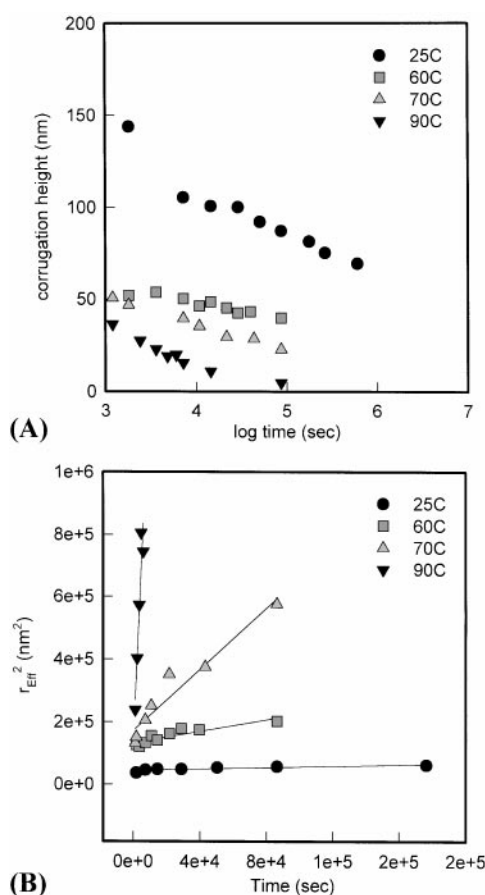 200
150
100
50
0
corrugation height (nm)
25C
60C
70C
90C
3 4 5 6 7
log time (sec)
(A)
1e+6
8e+5
6e+5
4e+5
2e+5
0e+0
r_Eff² (nm²)
25C
60C
70C
90C
0e+0 4e+4 8e+4 1e+5 2e+5 2e+5
Time (sec)
(B)